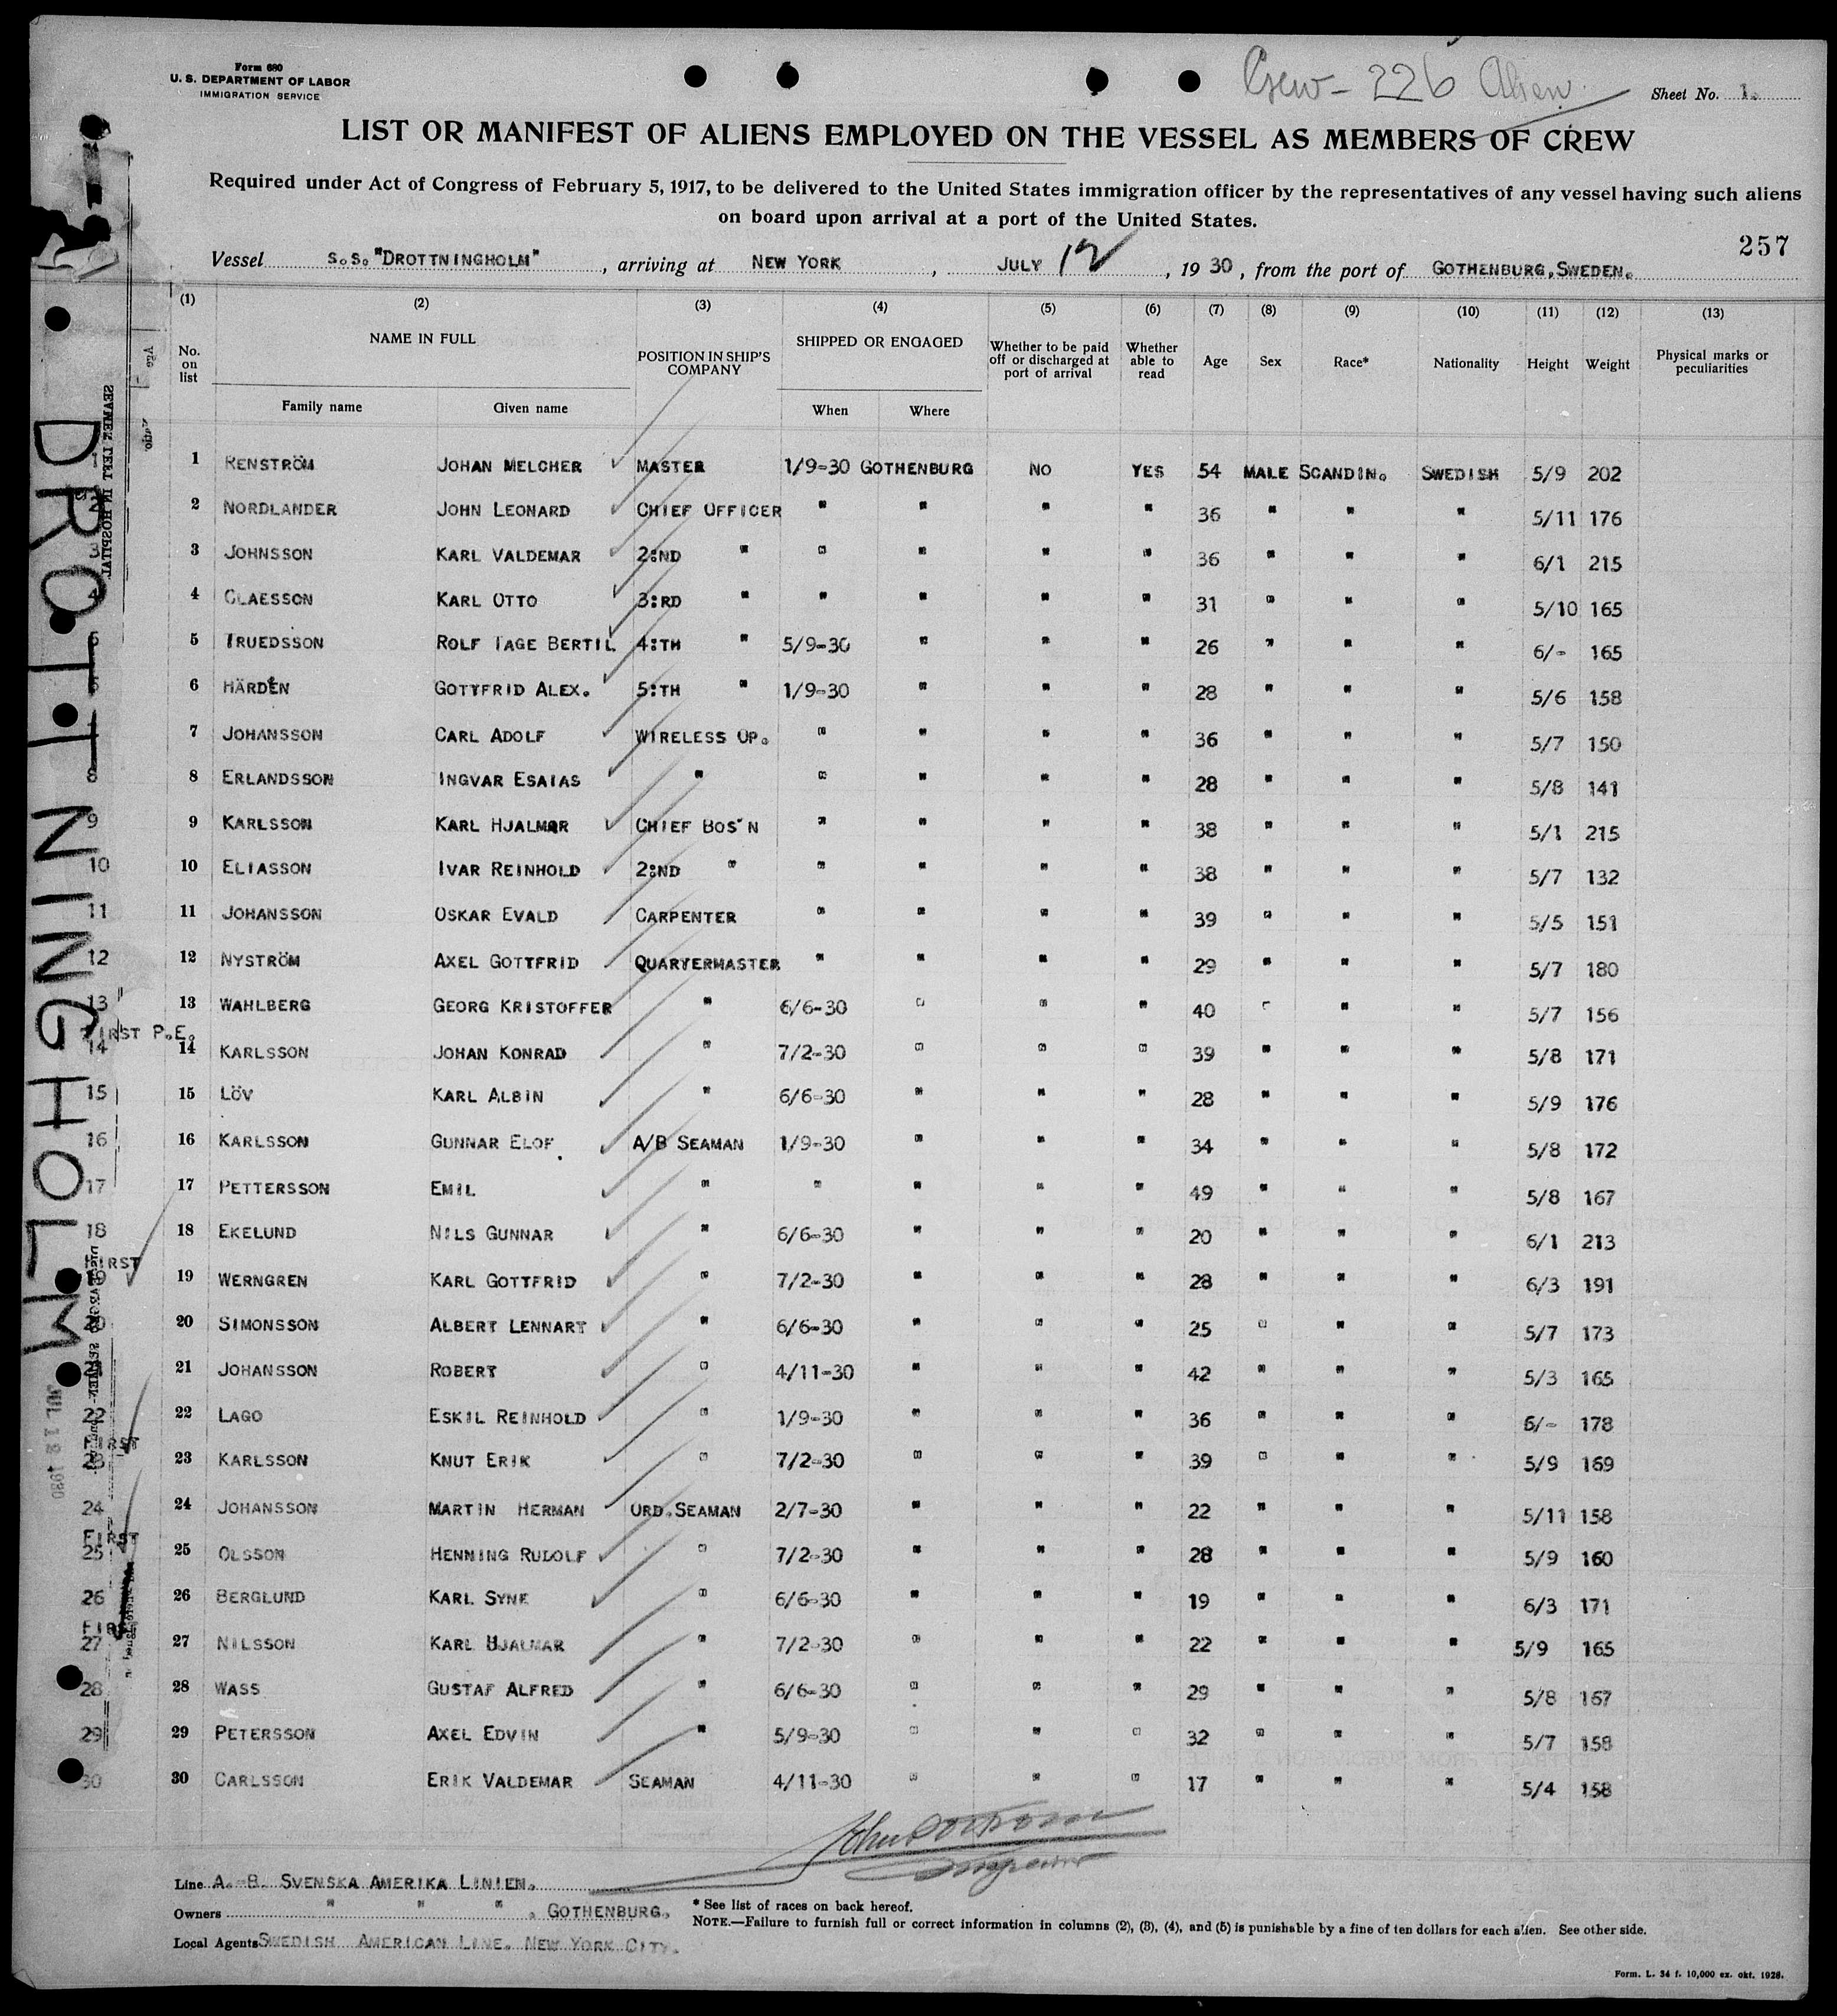 Form 680
U. S. DEPARTMENT OF LABOR
IMMIGRATION SERVICE
Crew - 226 Alien
Sheet No. 1.
LIST OR MANIFEST OF ALIENS EMPLOYED ON THE VESSEL AS MEMBERS OF CREW
Required under Act of Congress of February 5, 1917, to be delivered to the United States immigration officer by the representatives of any vessel having such aliens
on board upon arrival at a port of the United States.
257
Vessel S.S. "DROTTNINGHOLM", arriving at NEW YORK, JULY 12, 1930, from the port of GOTHENBURG, SWEDEN.
(1) (2) (3) (4) (5) (6) (7) (8) (9) (10) (11) (12) (13)
No. on list NAME IN FULL POSITION IN SHIP'S COMPANY SHIPPED OR ENGAGED Whether to be paid off or discharged at port of arrival Whether able to read Age Sex Race* Nationality Height Weight Physical marks or peculiarities
Family name Given name When Where
1 RENSTRÖM JOHAN MELCHER MASTER 1/9-30 GOTHENBURG NO YES 54 MALE SCANDIN. SWEDISH 5/9 202
2 NORDLANDER JOHN LEONARD CHIEF OFFICER " " " " 36 " " " 5/11 176
3 JOHNSSON KARL VALDEMAR 2:ND " " " " " 36 " " " 6/1 215
4 CLAESSON KARL OTTO 3:RD " " " " " 31 " " " 5/10 165
5 TRUEDSSON ROLF TAGE BERTIL 4:TH " 5/9-30 " " " 26 " " " 6/- 165
6 HÄRDÉN GOTTFRID ALEX. 5:TH " 1/9-30 " " " 28 " " " 5/6 158
7 JOHANSSON CARL ADOLF WIRELESS OP. " " " " 36 " " " 5/7 150
8 ERLANDSSON INGVAR ESAIAS " " " " " 28 " " " 5/8 141
9 KARLSSON KARL HJALMAR CHIEF BOS'N " " " " 38 " " " 5/1 215
10 ELIASSON IVAR REINHOLD 2:ND " " " " " 38 " " " 5/7 132
11 JOHANSSON OSKAR EVALD CARPENTER " " " " 39 " " " 5/5 151
12 NYSTRÖM AXEL GOTTFRID QUARTERMASTER " " " " 29 " " " 5/7 180
13 WAHLBERG GEORG KRISTOFFER " 6/6-30 " " " 40 " " " 5/7 156
FIRST P.E.
14 KARLSSON JOHAN KONRAD " 7/2-30 " " " 39 " " " 5/8 171
15 LÖV KARL ALBIN " 6/6-30 " " " 28 " " " 5/9 176
16 KARLSSON GUNNAR ELOF A/B SEAMAN 1/9-30 " " " 34 " " " 5/8 172
17 PETTERSSON EMIL " " " " " 49 " " " 5/8 167
18 EKELUND NILS GUNNAR " 6/6-30 " " " 20 " " " 6/1 213
FIRST
19 WERNGREN KARL GOTTFRID " 7/2-30 " " " 28 " " " 6/3 191
20 SIMONSSON ALBERT LENNART " 6/6-30 " " " 25 " " " 5/7 173
21 JOHANSSON ROBERT " 4/11-30 " " " 42 " " " 5/3 165
22 LAGO ESKIL REINHOLD " 1/9-30 " " " 36 " " " 6/- 178
FIRST
23 KARLSSON KNUT ERIK " 7/2-30 " " " 39 " " " 5/9 169
24 JOHANSSON MARTIN HERMAN ORD.SEAMAN 2/7-30 " " " 22 " " " 5/11 158
FIRST
25 OLSSON HENNING RUDOLF " 7/2-30 " " " 28 " " " 5/9 160
26 BERGLUND KARL SYNE " 6/6-30 " " " 19 " " " 6/3 171
FIRST
27 NILSSON KARL HJALMAR " 7/2-30 " " " 22 " " " 5/9 165
28 WASS GUSTAF ALFRED " 6/6-30 " " " 29 " " " 5/8 167
29 PETERSSON AXEL EDVIN " 5/9-30 " " " 32 " " " 5/7 158
30 CARLSSON ERIK VALDEMAR SEAMAN 4/11-30 " " " 17 " " " 5/4 158
Line A.-B. SVENSKA AMERIKA LINIEN.
Owners " " " . GOTHENBURG.
Local Agents SWEDISH AMERICAN LINE. NEW YORK CITY.
* See list of races on back hereof.
NOTE.—Failure to furnish full or correct information in columns (2), (3), (4), and (5) is punishable by a fine of ten dollars for each alien. See other side.
Form. L. 34 f. 10,000 ex. okt. 1928.
DROTTNINGHOLM
JUL 12 1930